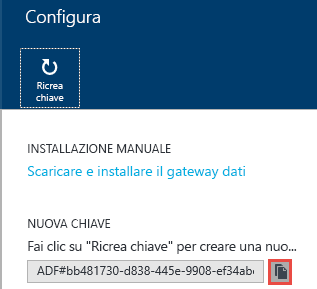 Configura
Ricrea
chiave
INSTALLAZIONE MANUALE
Scaricare e installare il gateway dati
NUOVA CHIAVE
Fai clic su "Ricrea chiave" per creare una nuo...
ADF#bb481730-d838-445e-9908-ef34ab